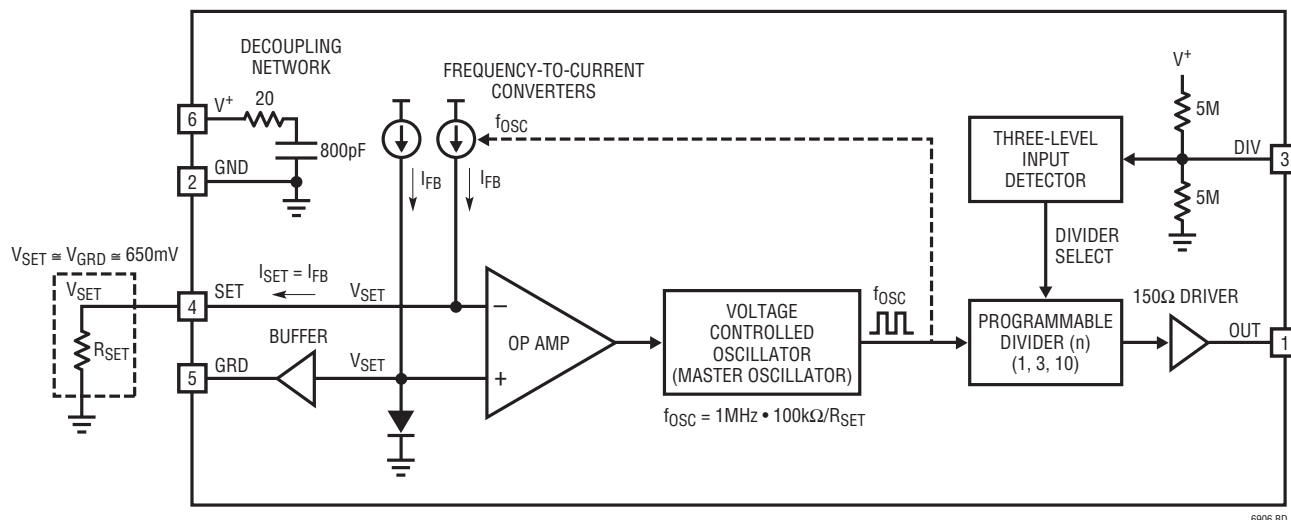 DECOUPLING
NETWORK
V+
20
6
800pF
GND
2
FREQUENCY-TO-CURRENT
CONVERTERS
fOSC
IFB
IFB
V+
5M
THREE-LEVEL
INPUT
DETECTOR
DIV
3
5M
DIVIDER
SELECT
VSET ≅ VGRD ≅ 650mV
VSET
RSET
ISET = IFB
4
SET
VSET
BUFFER
5
GRD
VSET
–
OP AMP
+
VOLTAGE
CONTROLLED
OSCILLATOR
(MASTER OSCILLATOR)
fOSC = 1MHz • 100kΩ/RSET
fOSC
PROGRAMMABLE
DIVIDER (n)
(1, 3, 10)
150Ω DRIVER
OUT
1
6906 BD